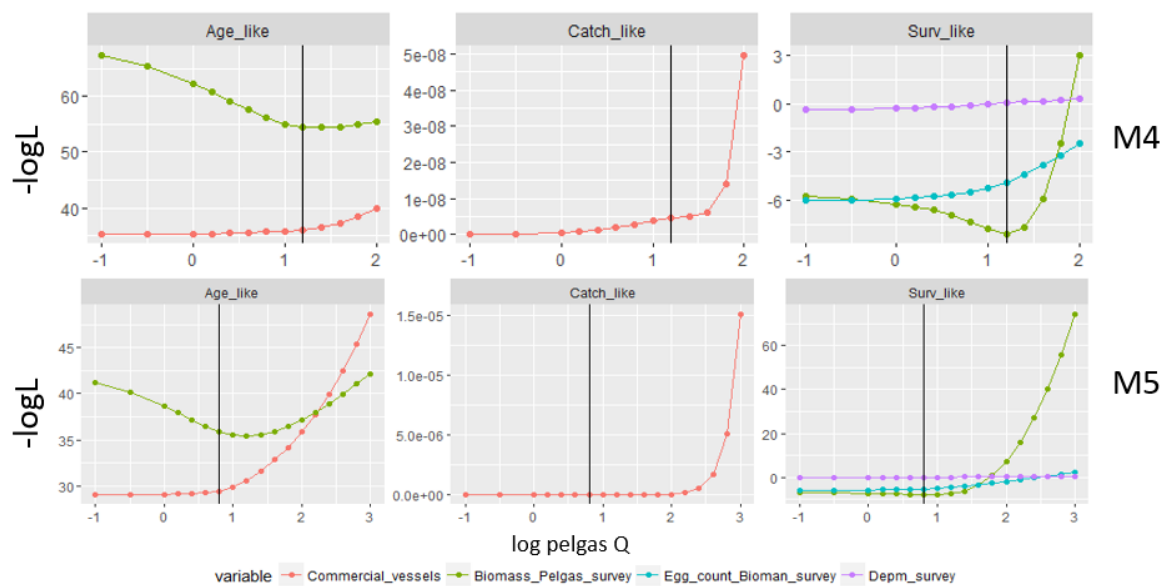 Age_like Catch_like Surv_like
60
50
40
-1 0 1 2
5e-08
4e-08
3e-08
2e-08
1e-08
0e+00
-1 0 1 2
3
0
-3
-6
-1 0 1 2
-logL
M4
Age_like Catch_like Surv_like
45
40
35
30
-1 0 1 2 3
1.5e-05
1.0e-05
5.0e-06
0.0e+00
-1 0 1 2 3
60
40
20
0
-1 0 1 2 3
-logL
M5
log pelgas Q
variable Commercial_vessels Biomass_Pelgas_survey Egg_count_Bioman_survey Depm_survey